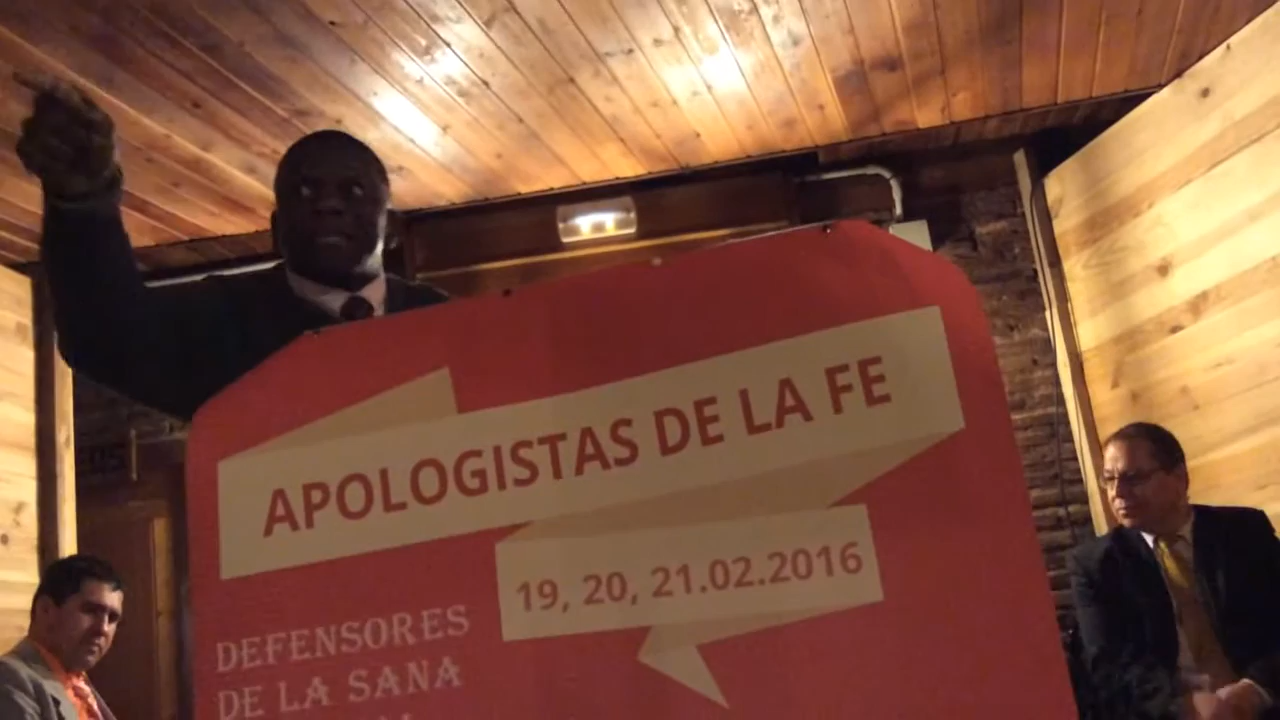 APOLOGISTAS DE LA FE
19, 20, 21.02.2016
DEFENSORES
DE LA SANA